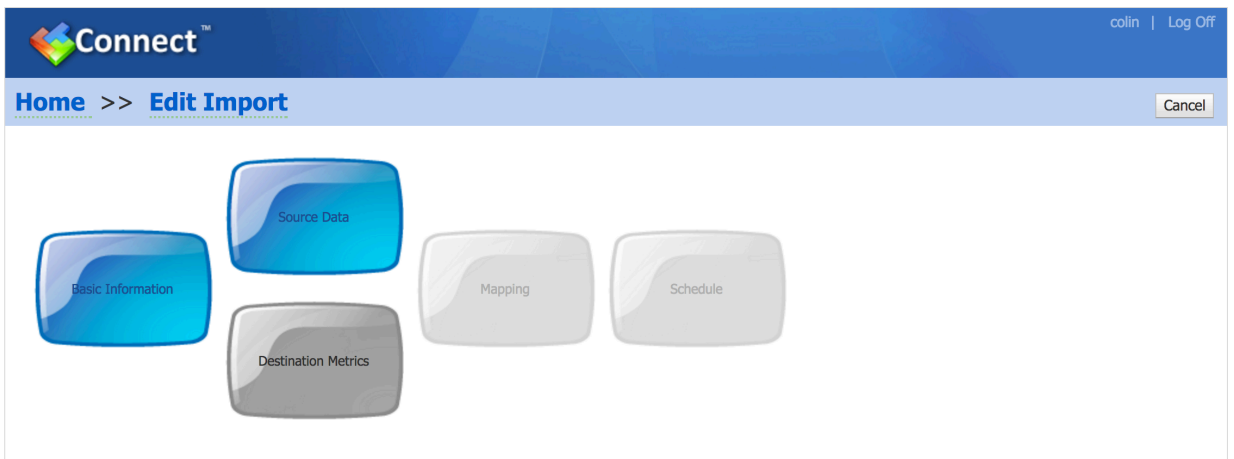 Connect™
colin | Log Off
Home >> Edit Import
Cancel
Source Data
Basic Information
Mapping
Schedule
Destination Metrics